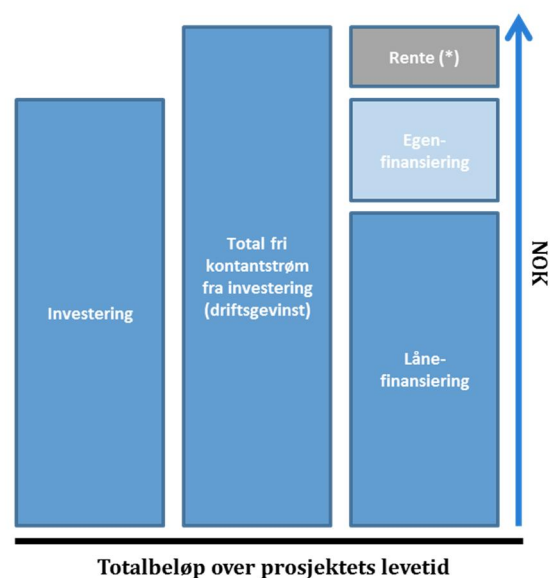 Investering
Total fri
kontantstrøm
fra investering
(driftsgevinst)
Rente (*)
Egen-
finansiering
Låne-
finansiering
NOK
Totalbeløp over prosjektets levetid